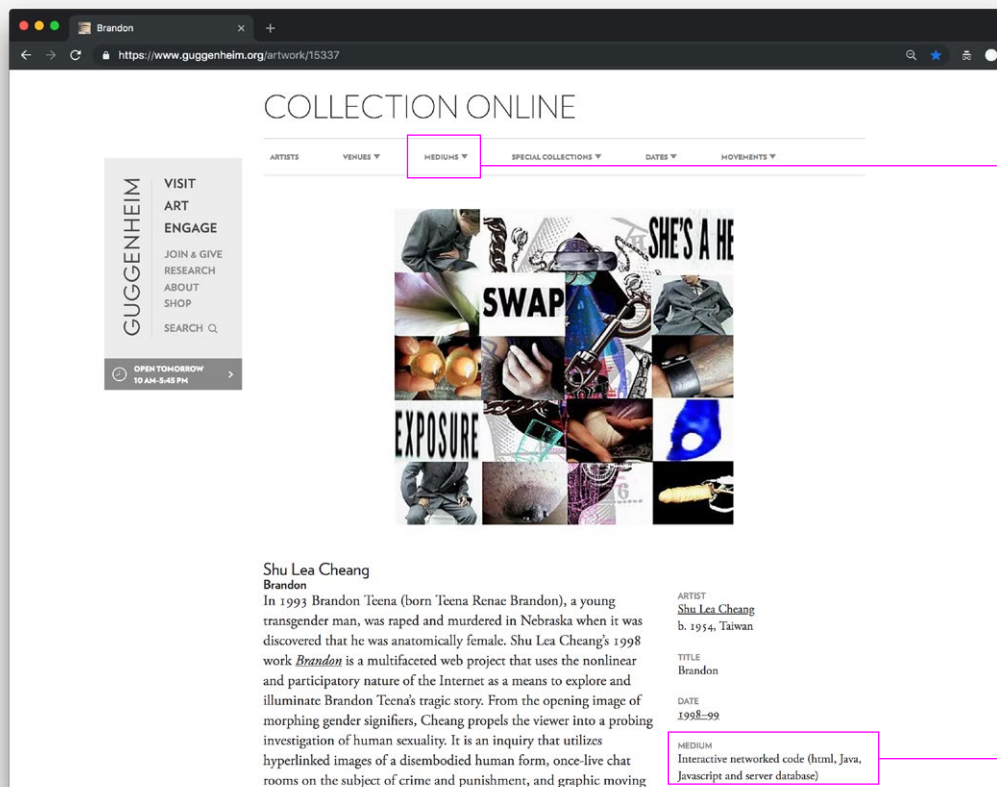 Brandon
https://www.guggenheim.org/artwork/15337
COLLECTION ONLINE
ARTISTS VENUES ▼ MEDIUMS ▼ SPECIAL COLLECTIONS ▼ DATES ▼ MOVEMENTS ▼
GUGGENHEIM
VISIT
ART
ENGAGE
JOIN & GIVE
RESEARCH
ABOUT
SHOP
SEARCH
OPEN TOMORROW
10 AM-5:45 PM
SHE'S A HE
SWAP
EXPOSURE
Shu Lea Cheang
Brandon
In 1993 Brandon Teena (born Teena Renae Brandon), a young
transgender man, was raped and murdered in Nebraska when it was
discovered that he was anatomically female. Shu Lea Cheang's 1998
work Brandon is a multifaceted web project that uses the nonlinear
and participatory nature of the Internet as a means to explore and
illuminate Brandon Teena's tragic story. From the opening image of
morphing gender signifiers, Cheang propels the viewer into a probing
investigation of human sexuality. It is an inquiry that utilizes
hyperlinked images of a disembodied human form, once-live chat
rooms on the subject of crime and punishment, and graphic moving
ARTIST
Shu Lea Cheang
b. 1954, Taiwan
TITLE
Brandon
DATE
1998–99
MEDIUM
Interactive networked code (html, Java,
Javascript and server database)